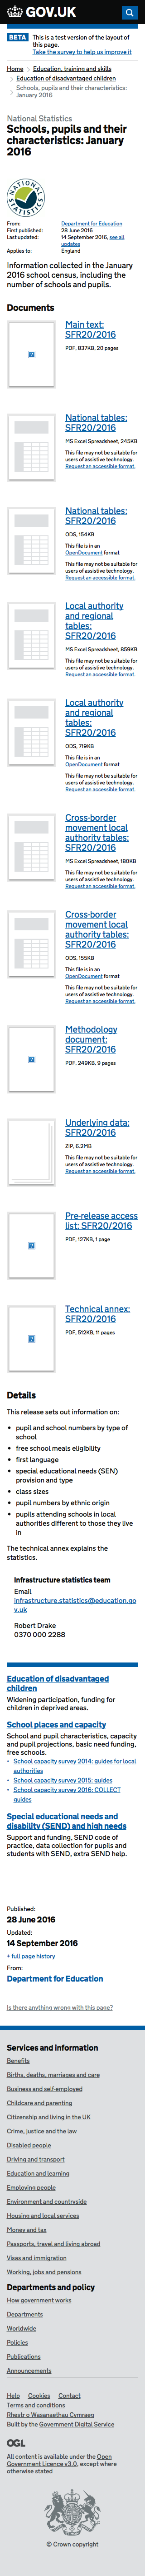 GOV.UK
BETA This is a test version of the layout of
this page.
Take the survey to help us improve it
Home > Education, training and skills
> Education of disadvantaged children
> Schools, pupils and their characteristics:
January 2016
National Statistics
Schools, pupils and their
characteristics: January
2016
From: Department for Education
First published: 28 June 2016
Last updated: 14 September 2016, see all
updates
Applies to: England
Information collected in the January
2016 school census, including the
number of schools and pupils.
Documents
Main text:
SFR20/2016
PDF, 837KB, 20 pages
National tables:
SFR20/2016
MS Excel Spreadsheet, 245KB
This file may not be suitable for
users of assistive technology.
Request an accessible format.
National tables:
SFR20/2016
ODS, 154KB
This file is in an
OpenDocument format
This file may not be suitable for
users of assistive technology.
Request an accessible format.
Local authority
and regional
tables:
SFR20/2016
MS Excel Spreadsheet, 859KB
This file may not be suitable for
users of assistive technology.
Request an accessible format.
Local authority
and regional
tables:
SFR20/2016
ODS, 719KB
This file is in an
OpenDocument format
This file may not be suitable for
users of assistive technology.
Request an accessible format.
Cross-border
movement local
authority tables:
SFR20/2016
MS Excel Spreadsheet, 180KB
This file may not be suitable for
users of assistive technology.
Request an accessible format.
Cross-border
movement local
authority tables:
SFR20/2016
ODS, 155KB
This file is in an
OpenDocument format
This file may not be suitable for
users of assistive technology.
Request an accessible format.
Methodology
document:
SFR20/2016
PDF, 249KB, 9 pages
Underlying data:
SFR20/2016
ZIP, 6.2MB
This file may not be suitable for
users of assistive technology.
Request an accessible format.
Pre-release access
list: SFR20/2016
PDF, 127KB, 1 page
Technical annex:
SFR20/2016
PDF, 512KB, 11 pages
Details
This release sets out information on:
• pupil and school numbers by type of
school
• free school meals eligibility
• first language
• special educational needs (SEN)
provision and type
• class sizes
• pupil numbers by ethnic origin
• pupils attending schools in local
authorities different to those they live
in
The technical annex explains the
statistics.
Infrastructure statistics team
Email
infrastructure.statistics@education.go
v.uk
Robert Drake
0370 000 2288
Education of disadvantaged
children
Widening participation, funding for
children in deprived areas.
School places and capacity
School and pupil characteristics, capacity
and pupil projections, basic need funding,
free schools.
• School capacity survey 2014: guides for local
authorities
• School capacity survey 2015: guides
• School capacity survey 2016: COLLECT
guides
Special educational needs and
disability (SEND) and high needs
Support and funding, SEND code of
practice, data collection for pupils and
students with SEND, extra SEND help.
Published:
28 June 2016
Updated:
14 September 2016
+ full page history
From:
Department for Education
Is there anything wrong with this page?
Services and information
Benefits
Births, deaths, marriages and care
Business and self-employed
Childcare and parenting
Citizenship and living in the UK
Crime, justice and the law
Disabled people
Driving and transport
Education and learning
Employing people
Environment and countryside
Housing and local services
Money and tax
Passports, travel and living abroad
Visas and immigration
Working, jobs and pensions
Departments and policy
How government works
Departments
Worldwide
Policies
Publications
Announcements
Help Cookies Contact
Terms and conditions
Rhestr o Wasanaethau Cymraeg
Built by the Government Digital Service
OGL
All content is available under the Open
Government Licence v3.0, except where
otherwise stated
© Crown copyright